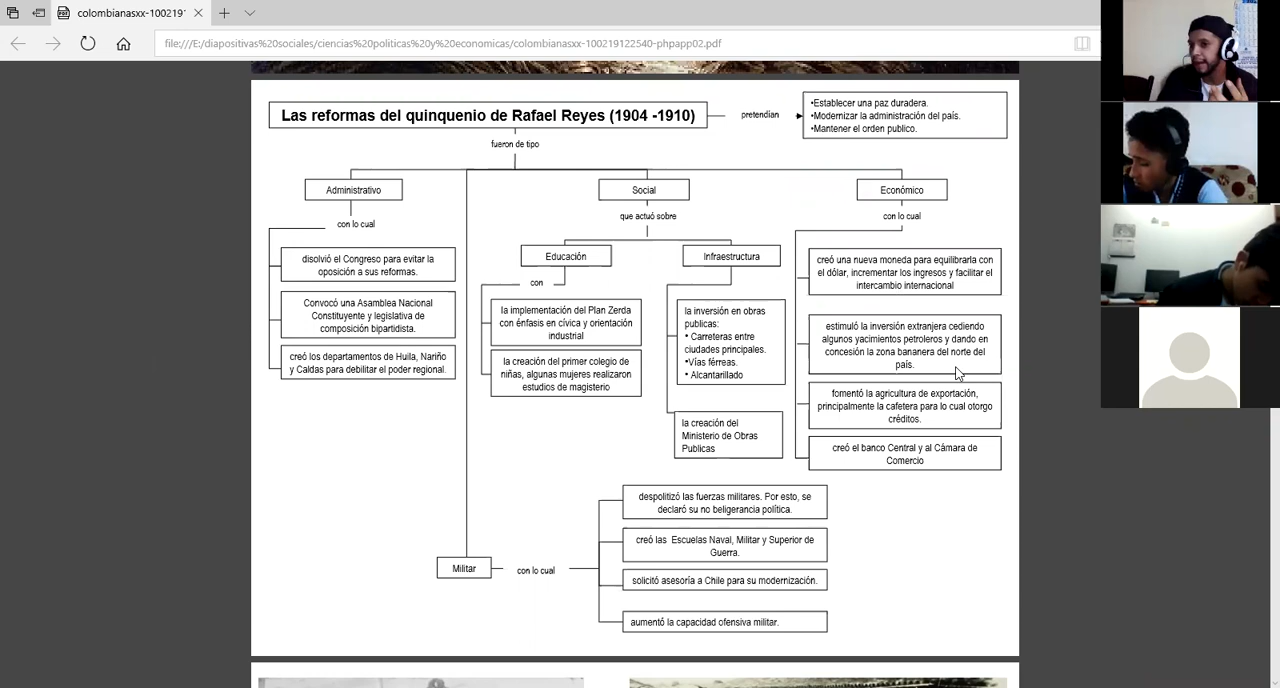 colombianasxx-100219'
file:///E:/diapositivas%20sociales/ciencias%20politicas%20y%20economicas/colombianasxx-100219122540-phpapp02.pdf
Las reformas del quinquenio de Rafael Reyes (1904 -1910)
pretendían
•Establecer una paz duradera.
•Modernizar la administración del país.
•Mantener el orden publico.
fueron de tipo
Administrativo
con lo cual
disolvió el Congreso para evitar la
oposición a sus reformas.
Convocó una Asamblea Nacional
Constituyente y legislativa de
composición bipartidista.
creó los departamentos de Huila, Nariño
y Caldas para debilitar el poder regional.
Social
que actuó sobre
Educación
con
la implementación del Plan Zerda
con énfasis en cívica y orientación
industrial
la creación del primer colegio de
niñas, algunas mujeres realizaron
estudios de magisterio
Infraestructura
la inversión en obras
publicas:
• Carreteras entre
ciudades principales.
•Vías férreas.
• Alcantarillado
la creación del
Ministerio de Obras
Publicas
Económico
con lo cual
creó una nueva moneda para equilibrarla con
el dólar, incrementar los ingresos y facilitar el
intercambio internacional
estimuló la inversión extranjera cediendo
algunos yacimientos petroleros y dando en
concesión la zona bananera del norte del
país.
fomentó la agricultura de exportación,
principalmente la cafetera para lo cual otorgo
créditos.
creó el banco Central y al Cámara de
Comercio
Militar
con lo cual
despolitizó las fuerzas militares. Por esto, se
declaró su no beligerancia política.
creó las Escuelas Naval, Militar y Superior de
Guerra.
solicitó asesoría a Chile para su modernización.
aumentó la capacidad ofensiva militar.